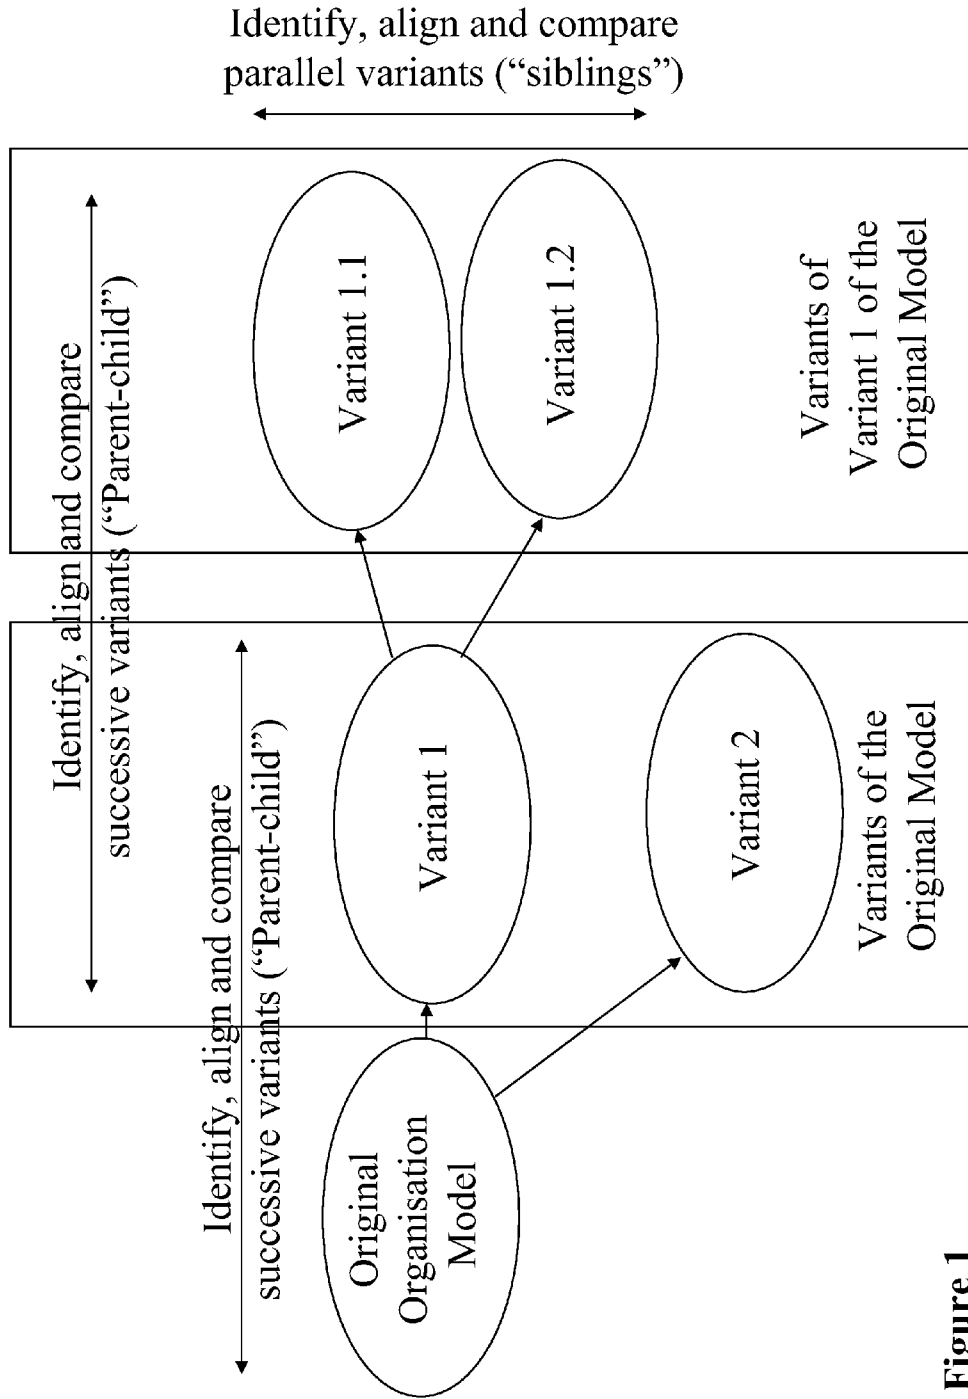 Identify, align and compare
parallel variants (“siblings”)
Identify, align and compare
successive variants (“Parent-child”)
Identify, align and compare
successive variants (“Parent-child”)
Original
Organisation
Model
Variant 1
Variant 2
Variants of the
Original Model
Variant 1.1
Variant 1.2
Variants of
Variant 1 of the
Original Model
Figure 1